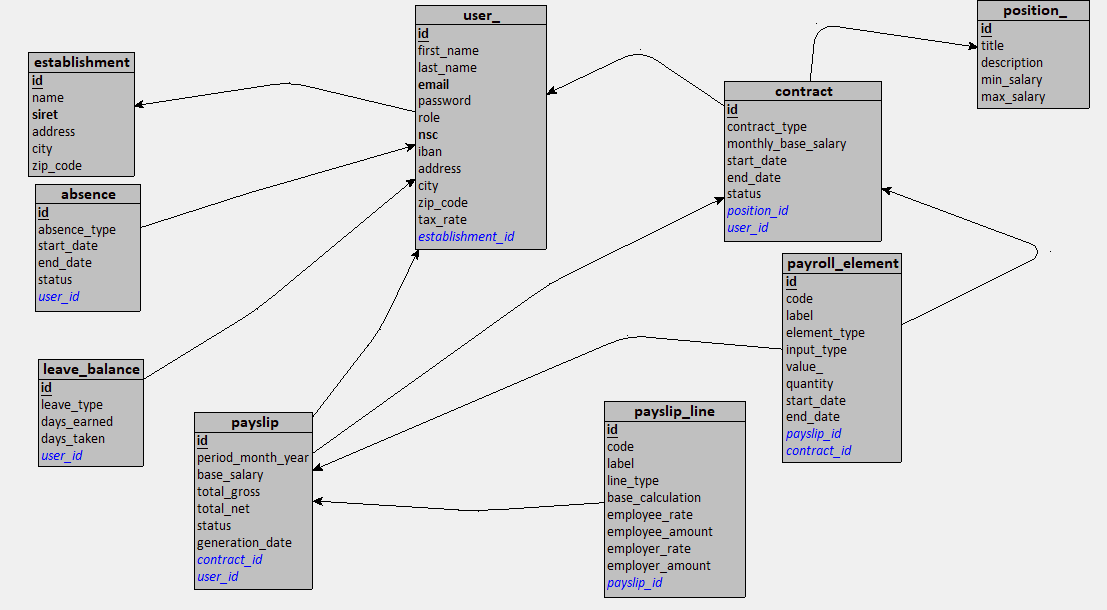 establishment
id
name
siret
address
city
zip_code
absence
id
absence_type
start_date
end_date
status
user_id
leave_balance
id
leave_type
days_earned
days_taken
user_id
user_
id
first_name
last_name
email
password
role
nsc
iban
address
city
zip_code
tax_rate
establishment_id
payslip
id
period_month_year
base_salary
total_gross
total_net
status
generation_date
contract_id
user_id
contract
id
contract_type
monthly_base_salary
start_date
end_date
status
position_id
user_id
position_
id
title
description
min_salary
max_salary
payroll_element
id
code
label
element_type
input_type
value_
quantity
start_date
end_date
payslip_id
contract_id
payslip_line
id
code
label
line_type
base_calculation
employee_rate
employee_amount
employer_rate
employer_amount
payslip_id